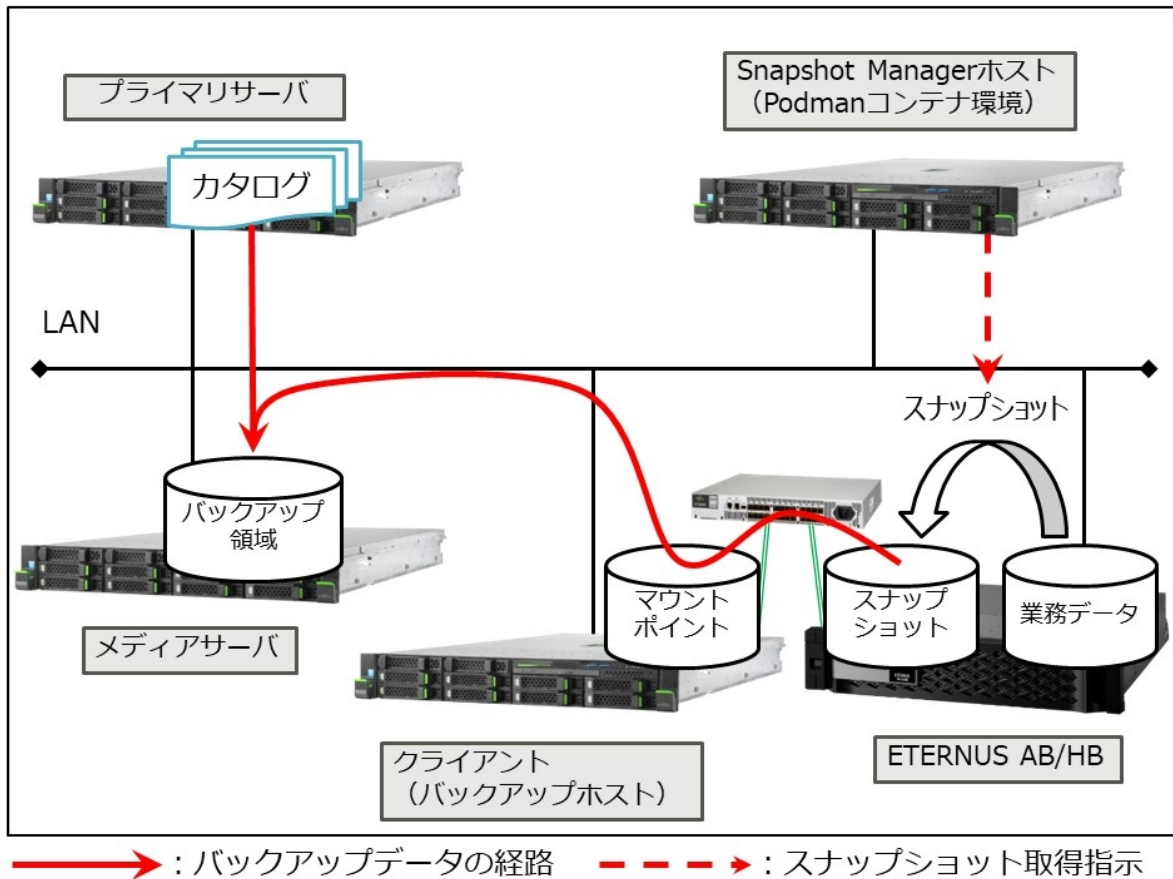 プライマリサーバ
Snapshot Managerホスト
（Podmanコンテナ環境）
カタログ
LAN
スナップショット
バックアップ
領域
マウント
ポイント
スナップ
ショット
業務データ
メディアサーバ
クライアント
（バックアップホスト）
ETERNUS AB/HB
：バックアップデータの経路
：スナップショット取得指示